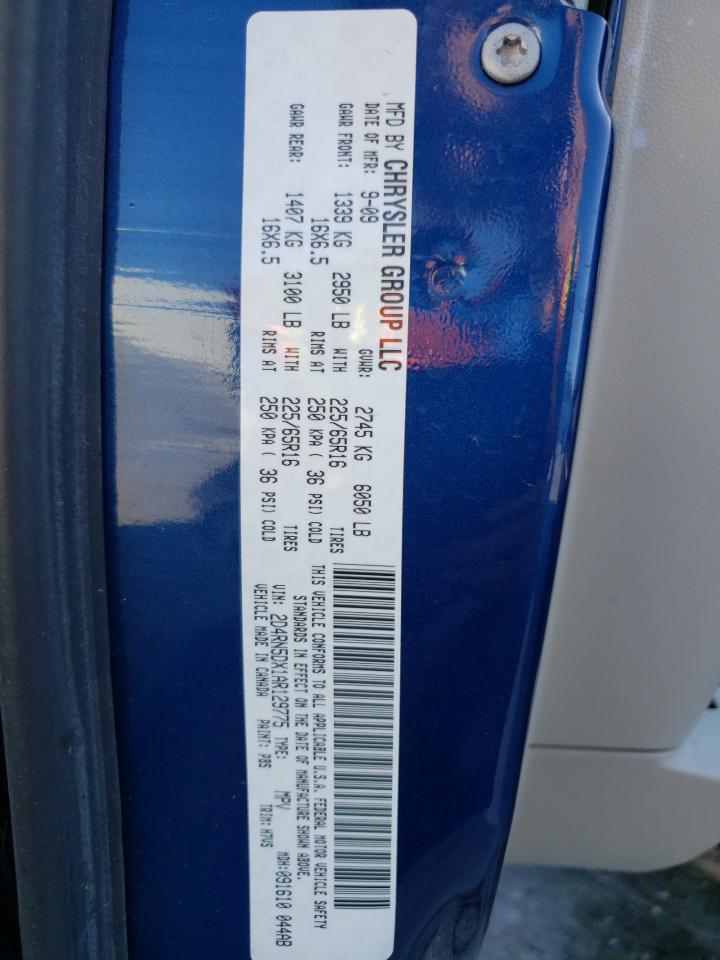 MFD BY CHRYSLER GROUP LLC
DATE OF MFR: 9-09 GVWR: 2745 KG 6050 LB
GAWR FRONT: 1339 KG 2950 LB WITH 225/65R16 TIRES
16X6.5 RIMS AT 250 KPA ( 36 PSI) COLD
GAWR REAR: 1407 KG 3100 LB WITH 225/65R16 TIRES
16X6.5 RIMS AT 250 KPA ( 36 PSI) COLD
THIS VEHICLE CONFORMS TO ALL APPLICABLE U.S.A. FEDERAL MOTOR VEHICLE SAFETY
STANDARDS IN EFFECT ON THE DATE OF MANUFACTURE SHOWN ABOVE.
VIN: 2D4RN5DX1AR129775 TYPE: MPV MDH:091610 044AB
VEHICLE MADE IN CANADA PAINT: PBS TRIM: H7VS